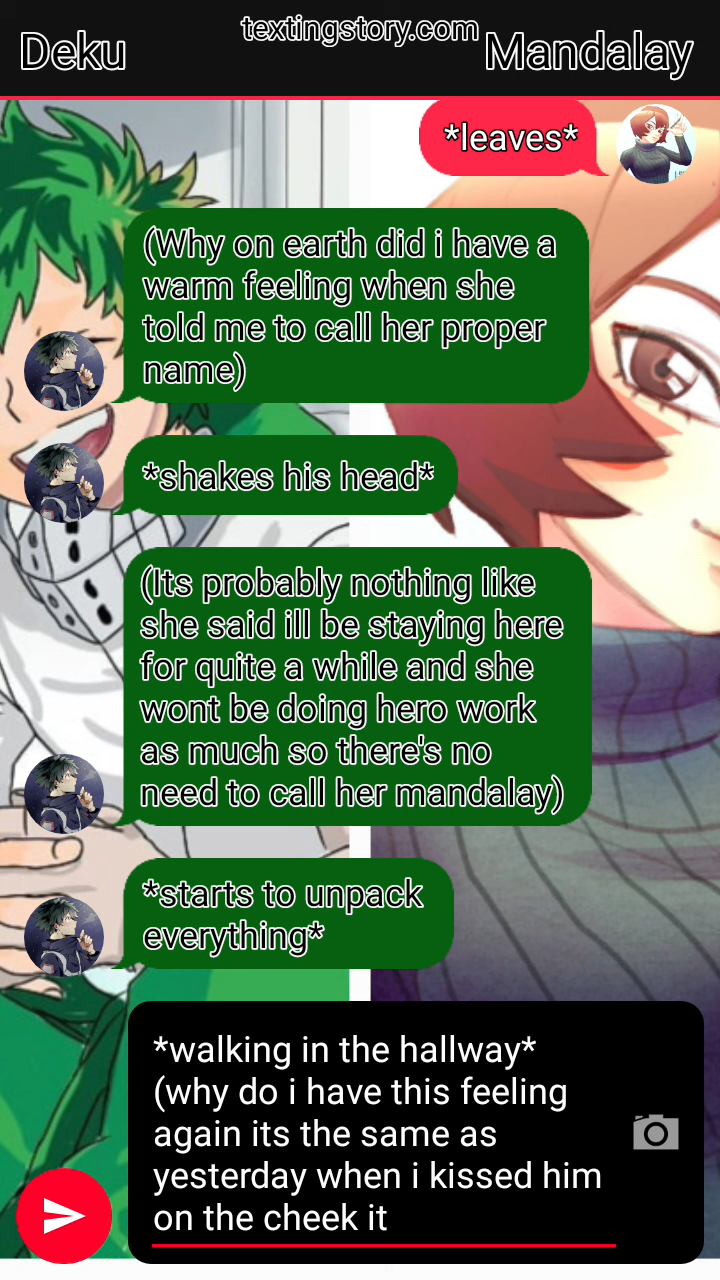 textingstory.com
Deku
Mandalay
*leaves*
(Why on earth did i have a
warm feeling when she
told me to call her proper
name)
*shakes his head*
(Its probably nothing like
she said ill be staying here
for quite a while and she
wont be doing hero work
as much so there's no
need to call her mandalay)
*starts to unpack
everything*
*walking in the hallway*
(why do i have this feeling
again its the same as
yesterday when i kissed him
on the cheek it